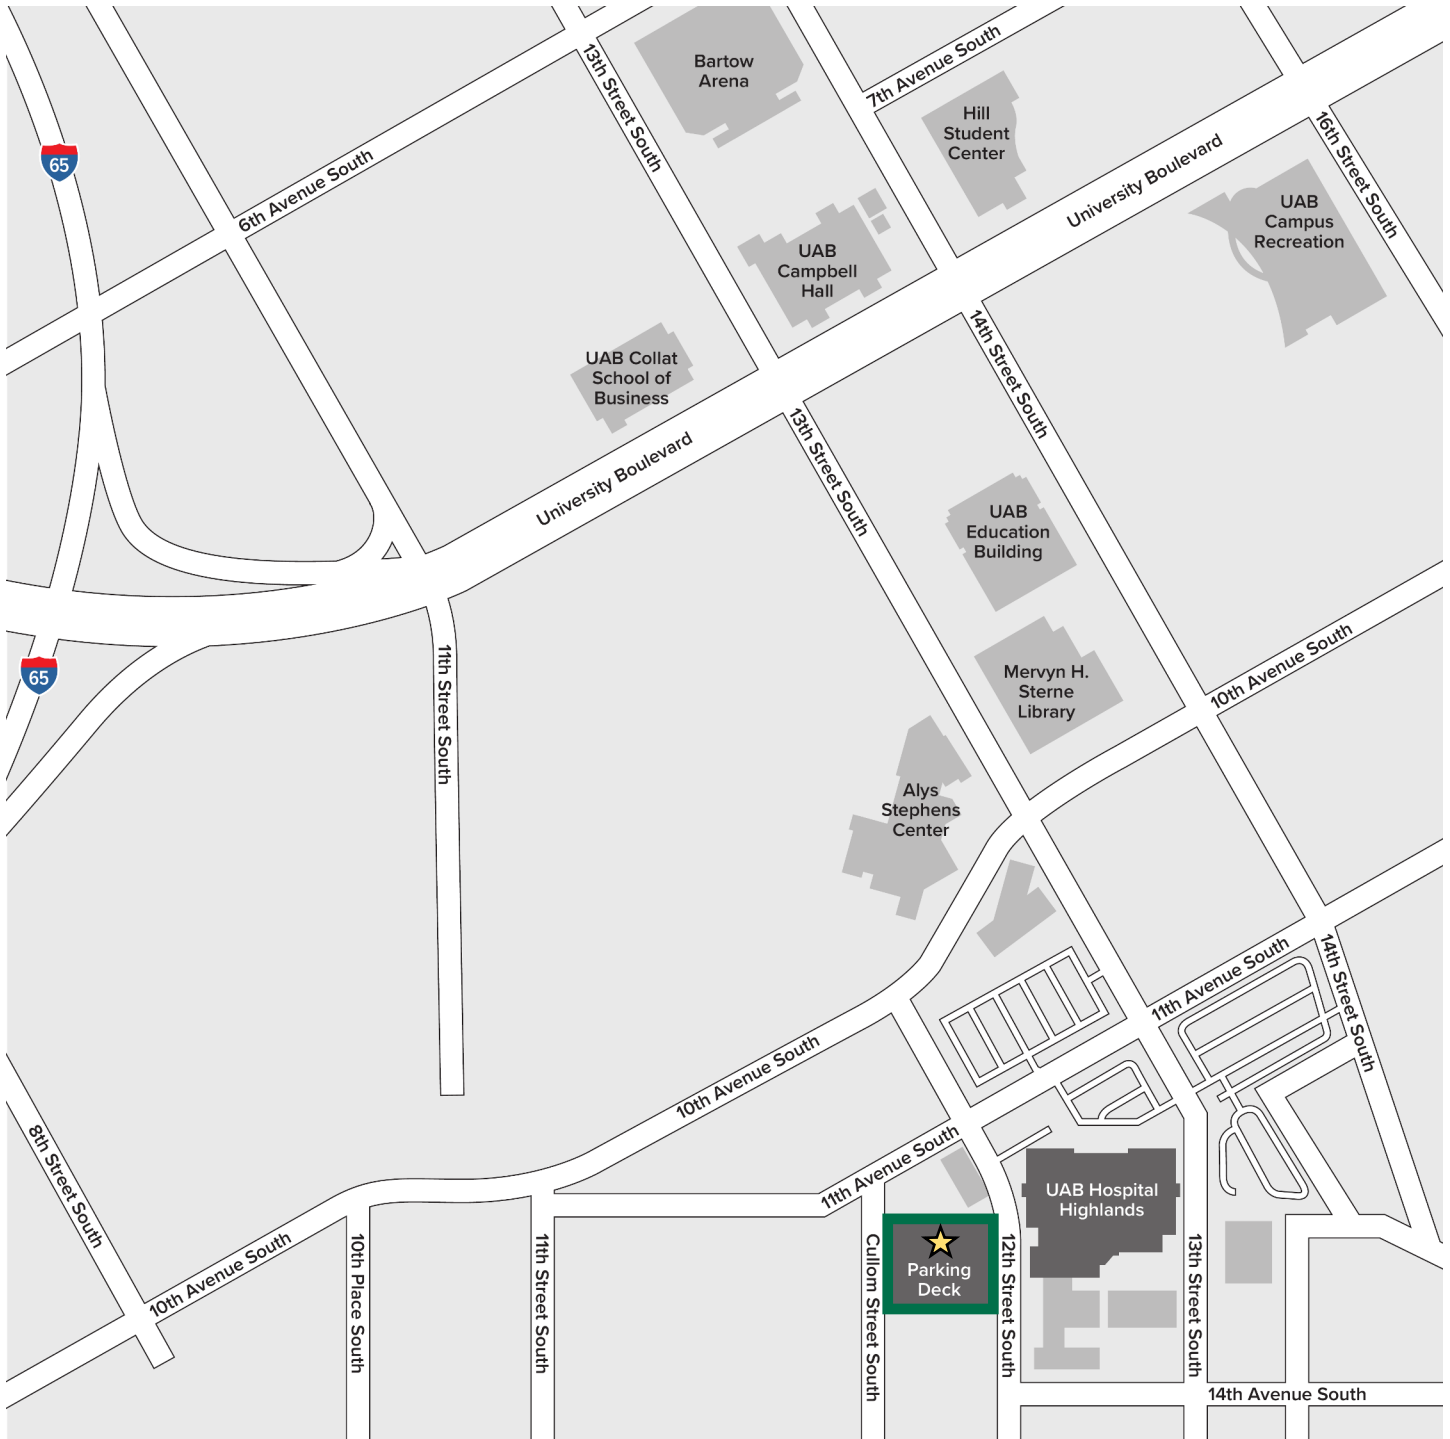 Bartow
Arena
7th Avenue South
13th Street South
Hill
Student
Center
65
16th Street South
University Boulevard
6th Avenue South
UAB
Campus
Recreation
UAB
Campbell
Hall
14th Street South
UAB Collat
School of
Business
13th Street South
University Boulevard
UAB
Education
Building
10th Avenue South
65
11th Street South
Mervyn H.
Sterne
Library
Alys
Stephens
Center
11th Avenue South
14th Street South
10th Avenue South
8th Street South
11th Avenue South
UAB Hospital
Highlands
10th Avenue South
10th Place South
11th Street South
Cullom Street South
Parking
Deck
12th Street South
13th Street South
14th Avenue South